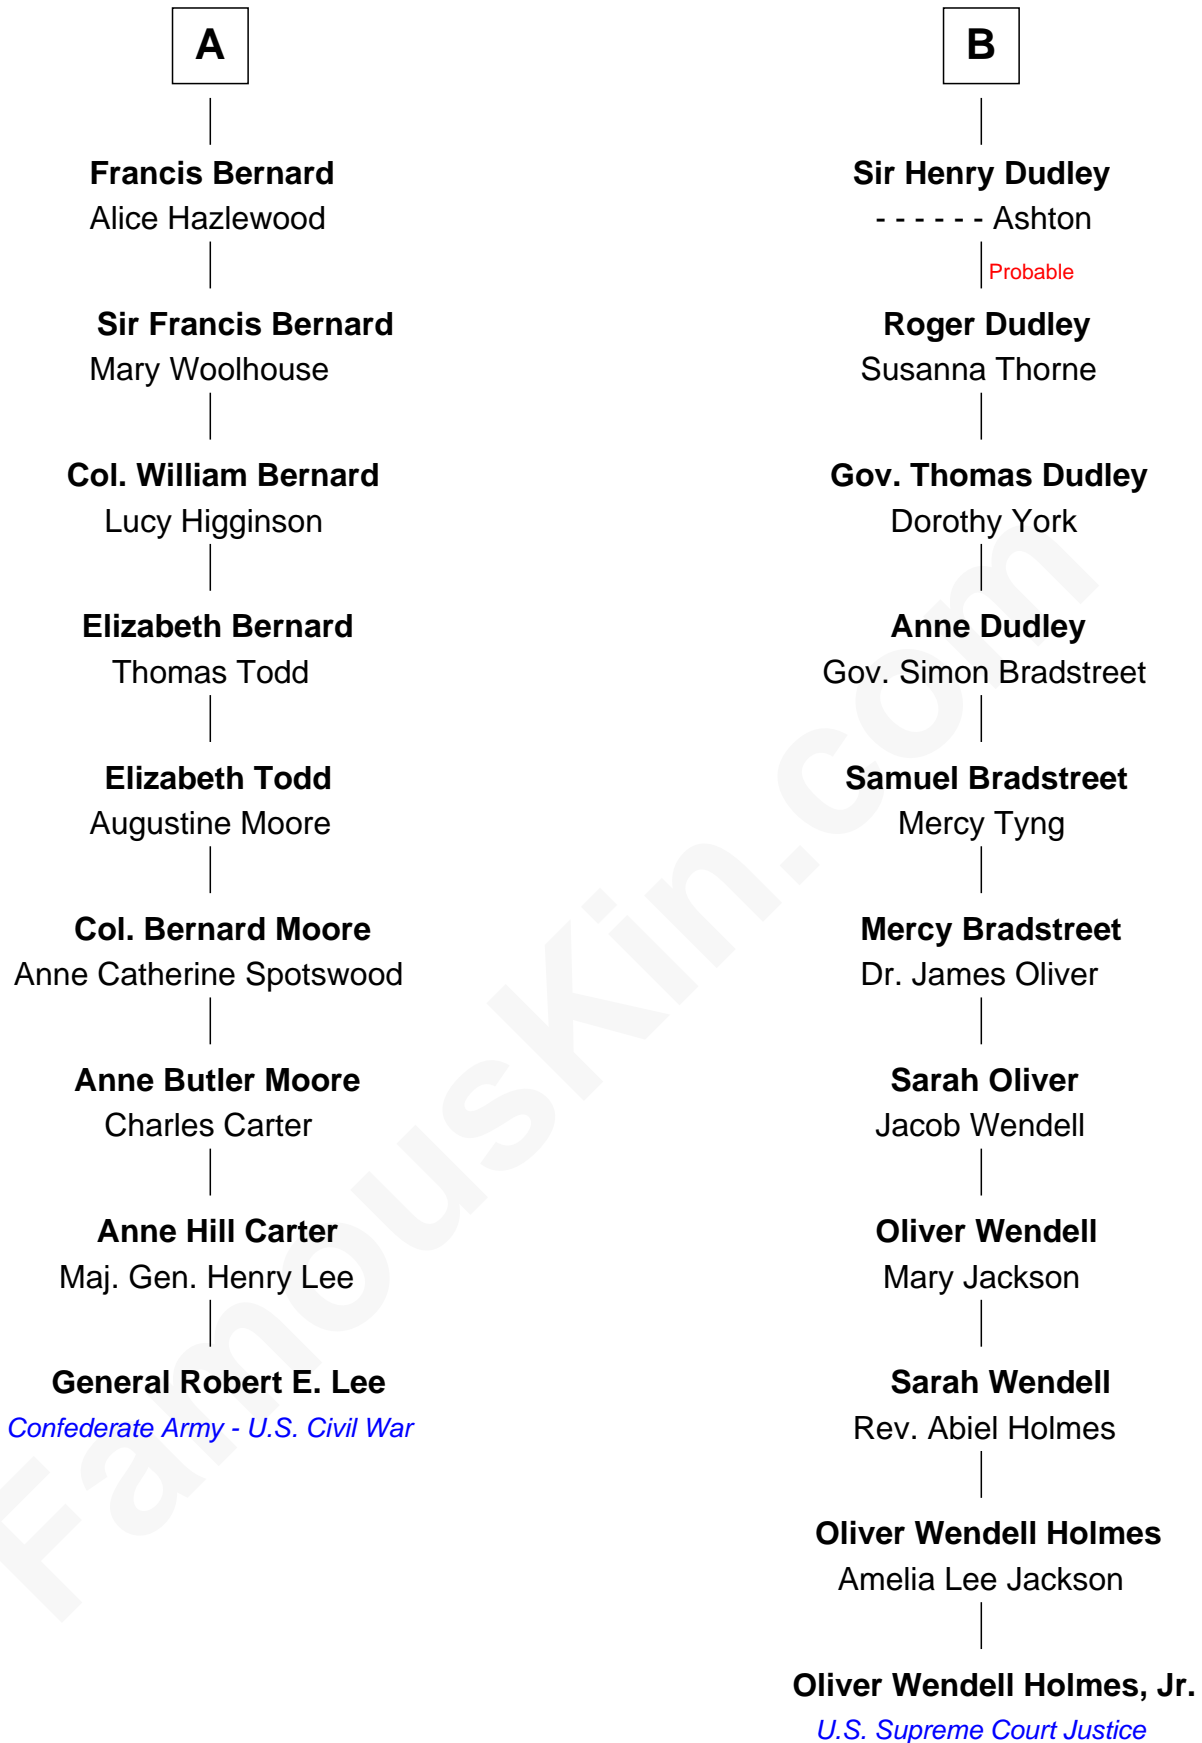 A
Francis Bernard
Alice Hazlewood
Sir Francis Bernard
Mary Woolhouse
Col. William Bernard
Lucy Higginson
Elizabeth Bernard
Thomas Todd
Elizabeth Todd
Augustine Moore
Col. Bernard Moore
Anne Catherine Spotswood
Anne Butler Moore
Charles Carter
Anne Hill Carter
Maj. Gen. Henry Lee
General Robert E. Lee
Confederate Army - U.S. Civil War
B
Sir Henry Dudley
- - - - - - Ashton
Probable
Roger Dudley
Susanna Thorne
Gov. Thomas Dudley
Dorothy York
Anne Dudley
Gov. Simon Bradstreet
Samuel Bradstreet
Mercy Tyng
Mercy Bradstreet
Dr. James Oliver
Sarah Oliver
Jacob Wendell
Oliver Wendell
Mary Jackson
Sarah Wendell
Rev. Abiel Holmes
Oliver Wendell Holmes
Amelia Lee Jackson
Oliver Wendell Holmes, Jr.
U.S. Supreme Court Justice
FamousKin.com